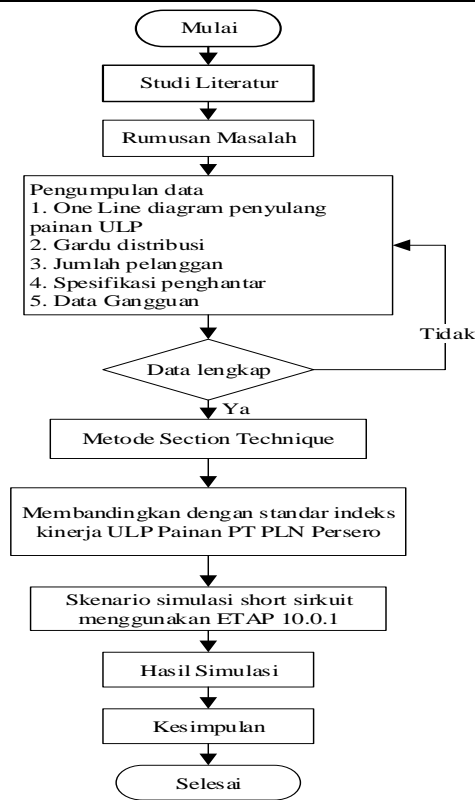 Mulai
Studi Literatur
Rumusan Masalah
Pengumpulan data
1. One Line diagram penyulang
painan ULP
2. Gardu distribusi
3. Jumlah pelanggan
4. Spesifikasi penghantar
5. Data Gangguan
Tidak
Data lengkap
Ya
Metode Section Technique
Membandingkan dengan standar indeks
kinerja ULP Painan PT PLN Persero
Skenario simulasi short sirkuit
menggunakan ETAP 10.0.1
Hasil Simulasi
Kesimpulan
Selesai